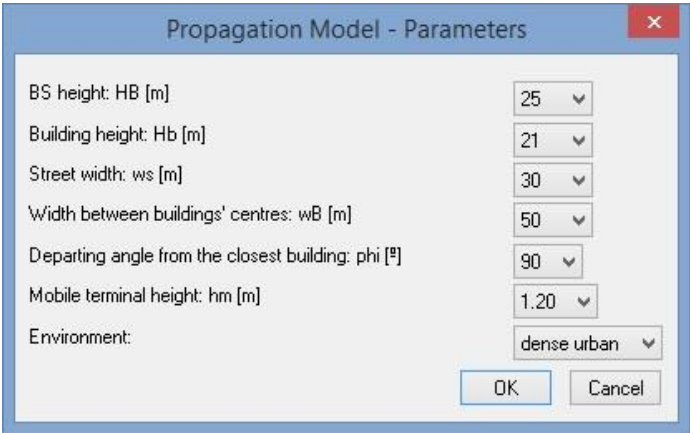 Propagation Model - Parameters
BS height: HB [m] 25
Building height: Hb [m] 21
Street width: ws [m] 30
Width between buildings' centres: wB [m] 50
Departing angle from the closest building: phi [º] 90
Mobile terminal height: hm [m] 1.20
Environment: dense urban
OK Cancel